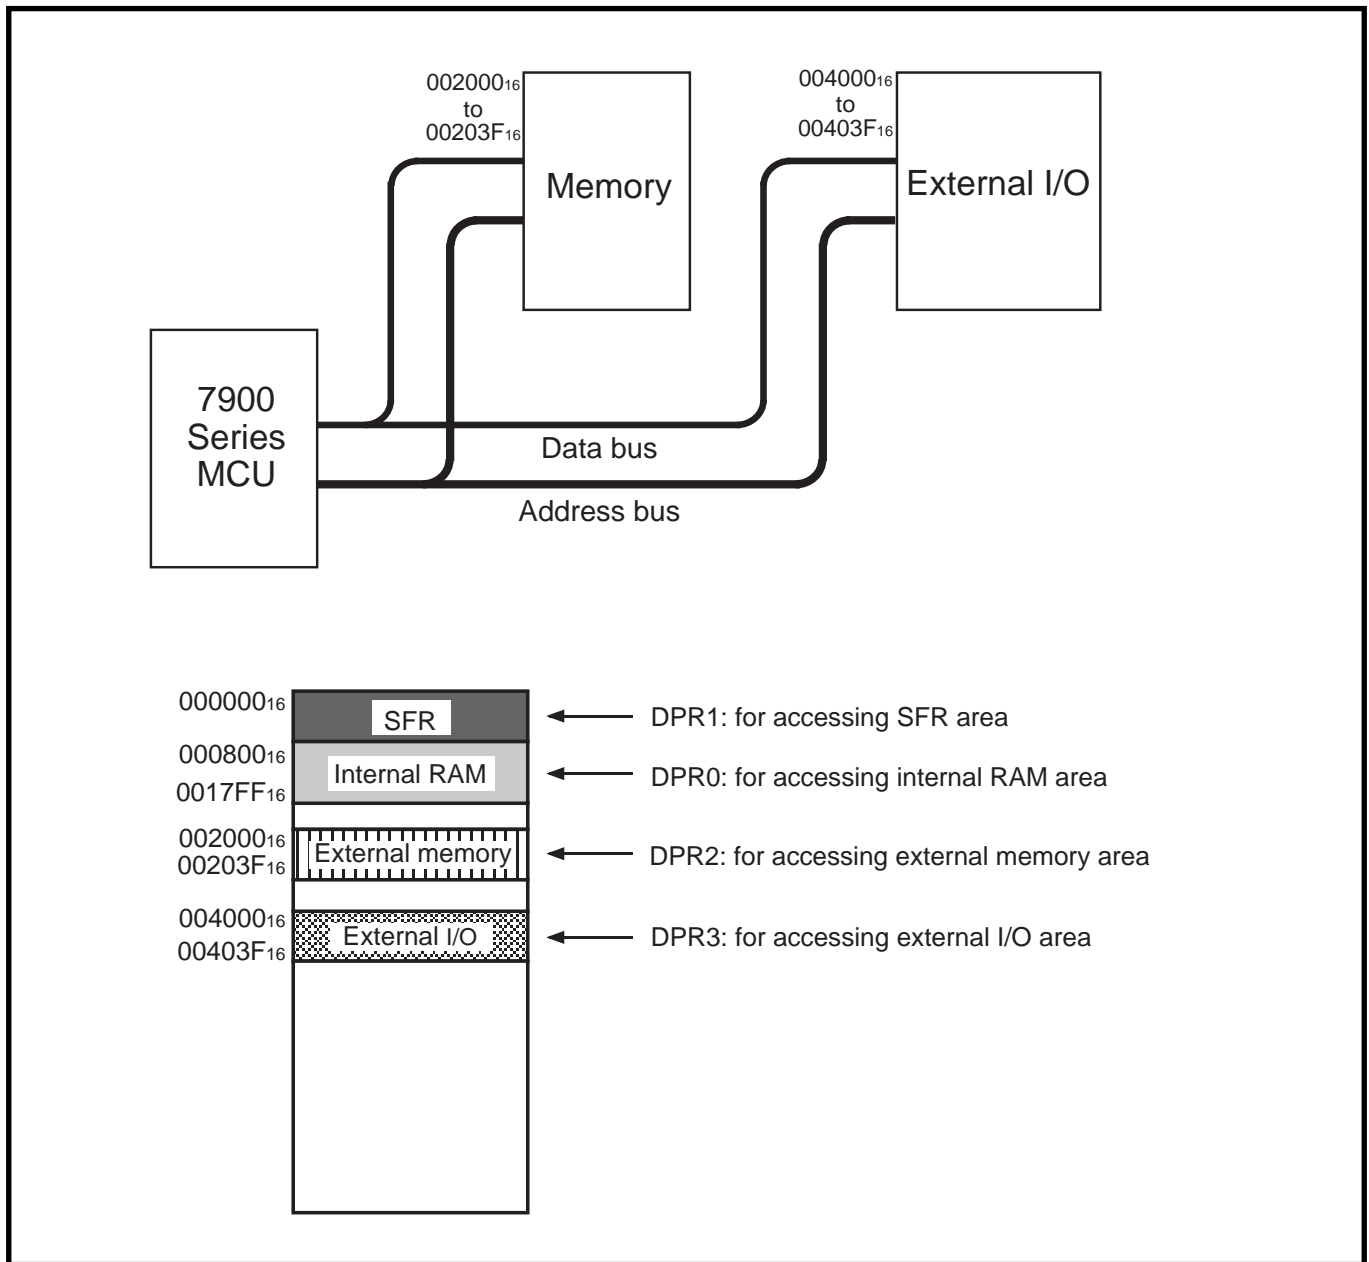 002000₁₆
to
00203F₁₆
Memory
004000₁₆
to
00403F₁₆
External I/O
7900
Series
MCU
Data bus
Address bus
000000₁₆
SFR
DPR1: for accessing SFR area
000800₁₆
Internal RAM
DPR0: for accessing internal RAM area
0017FF₁₆
002000₁₆
External memory
DPR2: for accessing external memory area
00203F₁₆
004000₁₆
External I/O
DPR3: for accessing external I/O area
00403F₁₆